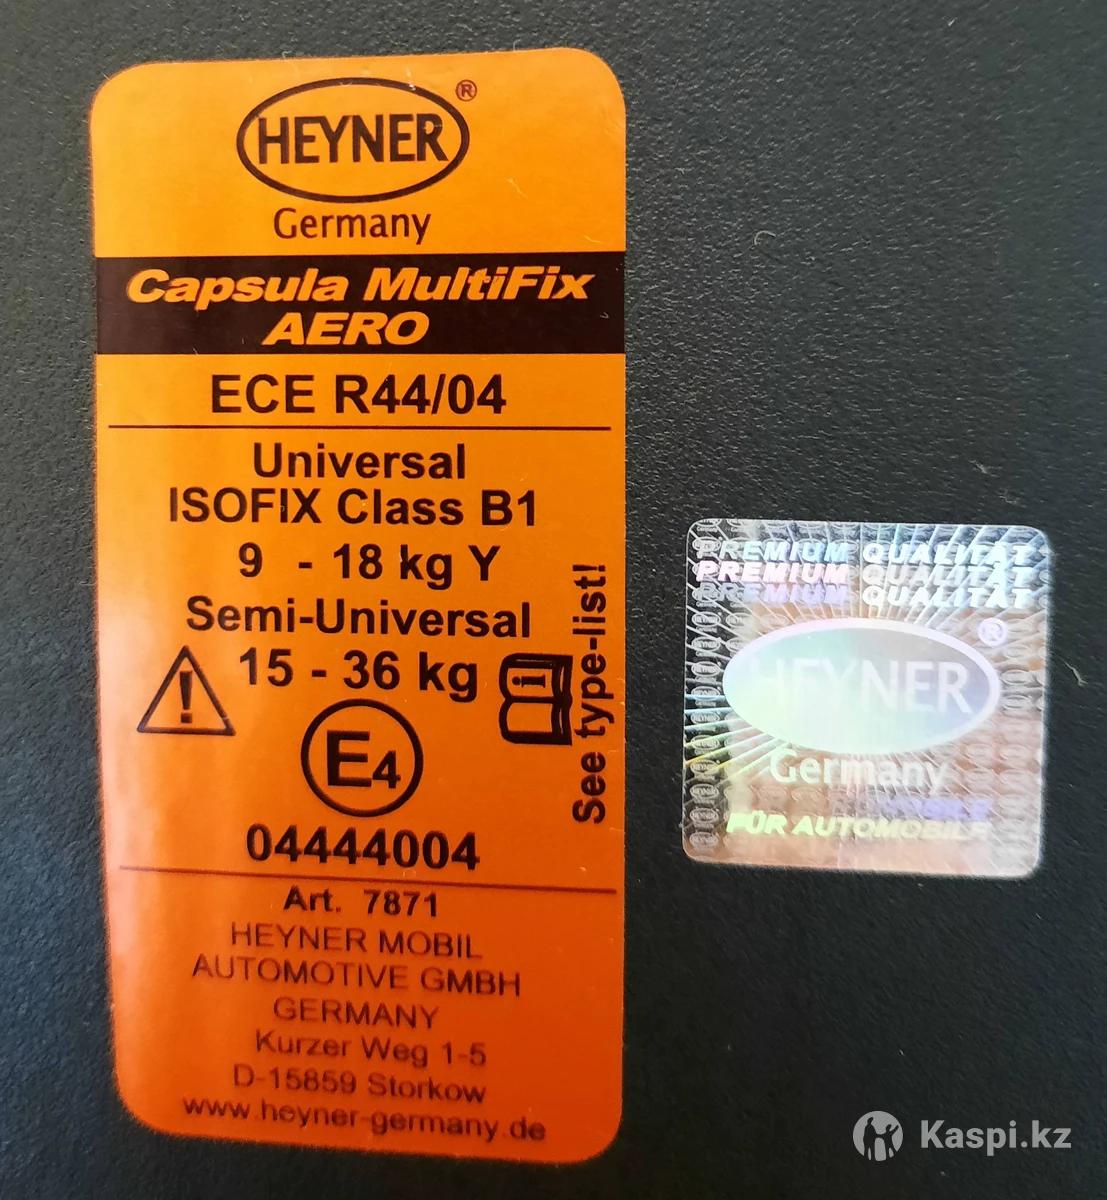 HEYNER®
Germany
Capsula MultiFix
AERO
ECE R44/04
Universal
ISOFIX Class B1
9 - 18 kg Y
Semi-Universal
15 - 36 kg
i
See type-list!
E4
04444004
Art. 7871
HEYNER MOBIL
AUTOMOTIVE GMBH
GERMANY
Kurzer Weg 1-5
D-15859 Storkow
www.heyner-germany.de
PREMIUM QUALITÄT
PREMIUM QUALITÄT
PREMIUM QUALITÄT
HEYNER®
Germany
FÜR AUTOMOBILE
Kaspi.kz